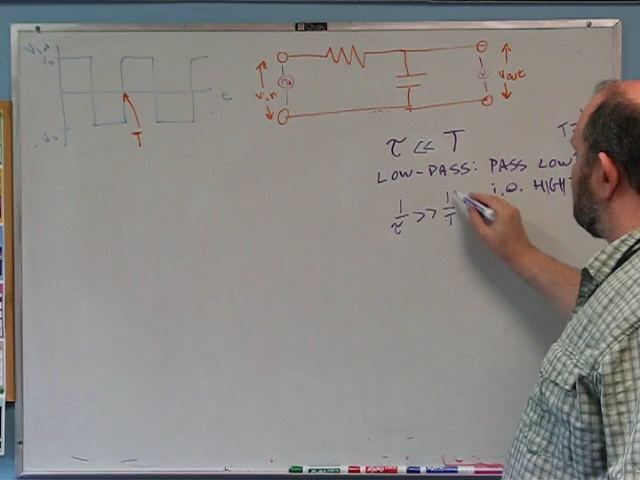 Vin
V₀
-V₀
t
T
Vin
Vout
τ << T
T=
LOW-PASS: PASS LOW
i.e. HIGH
1/τ >> 1/T